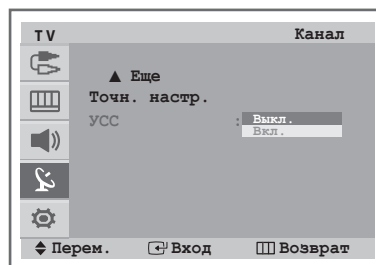 TV Канал
▲ Еще
Точн. настр.
УСС : Выкл.
Вкл.
Перем. Вход Возврат